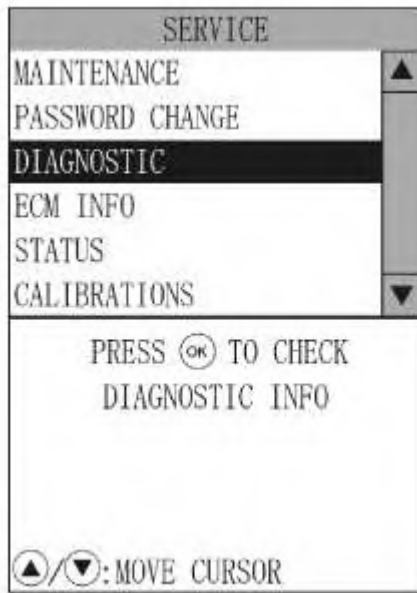 SERVICE
MAINTENANCE
PASSWORD CHANGE
DIAGNOSTIC
ECM INFO
STATUS
CALIBRATIONS
PRESS OK TO CHECK
DIAGNOSTIC INFO
▲/▼:MOVE CURSOR